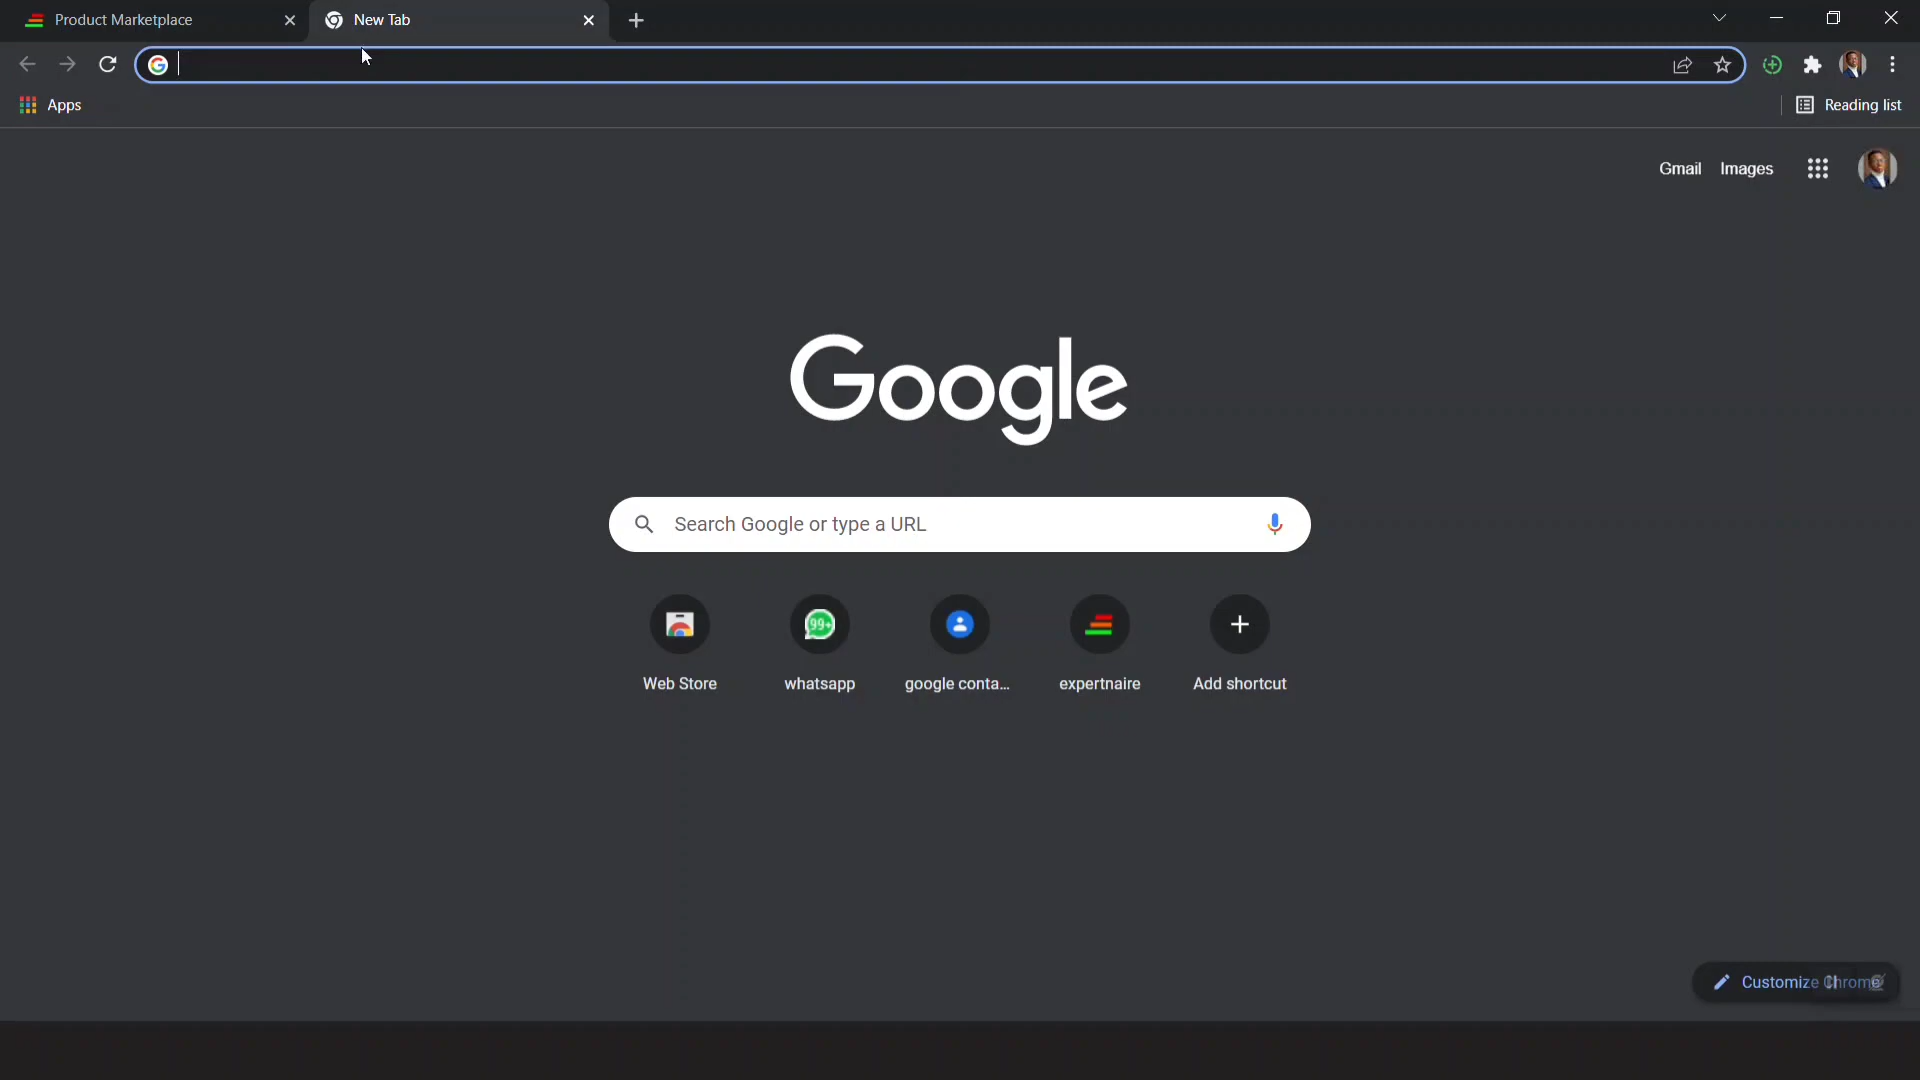 Product Marketplace
New Tab
Apps
Reading list
Gmail Images
Google
Search Google or type a URL
99+
Web Store
whatsapp
google conta...
expertnaire
Add shortcut
Customize Chrome